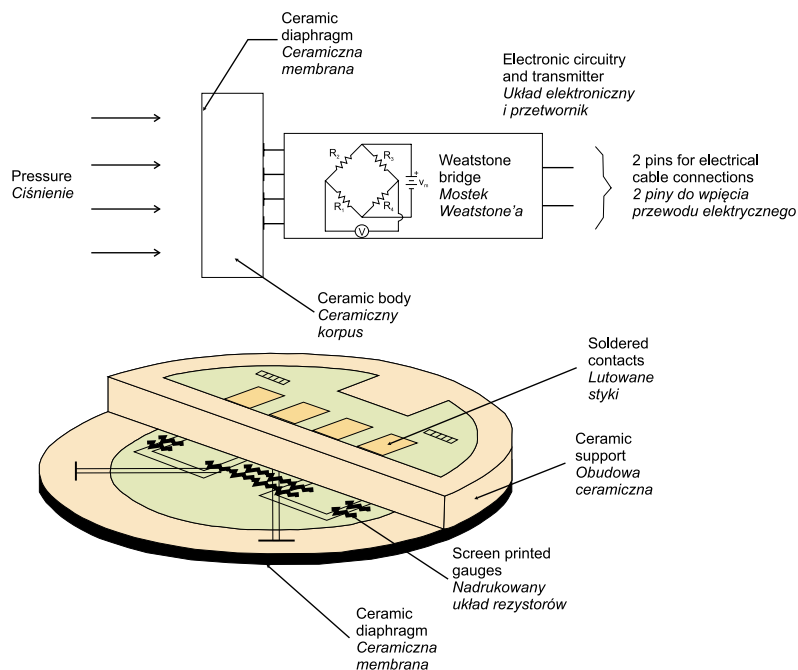 Ceramic
diaphragm
Ceramiczna
membrana
Electronic circuitry
and transmitter
Układ elektroniczny
i przetwornik
Pressure
Ciśnienie
R2
R3
R1
R4
+
Vm
V
Weatstone
bridge
Mostek
Weatstone'a
2 pins for electrical
cable connections
2 piny do wpięcia
przewodu elektrycznego
Ceramic body
Ceramiczny
korpus
Soldered
contacts
Lutowane
styki
Ceramic
support
Obudowa
ceramiczna
Screen printed
gauges
Nadrukowany
układ rezystorów
Ceramic
diaphragm
Ceramiczna
membrana